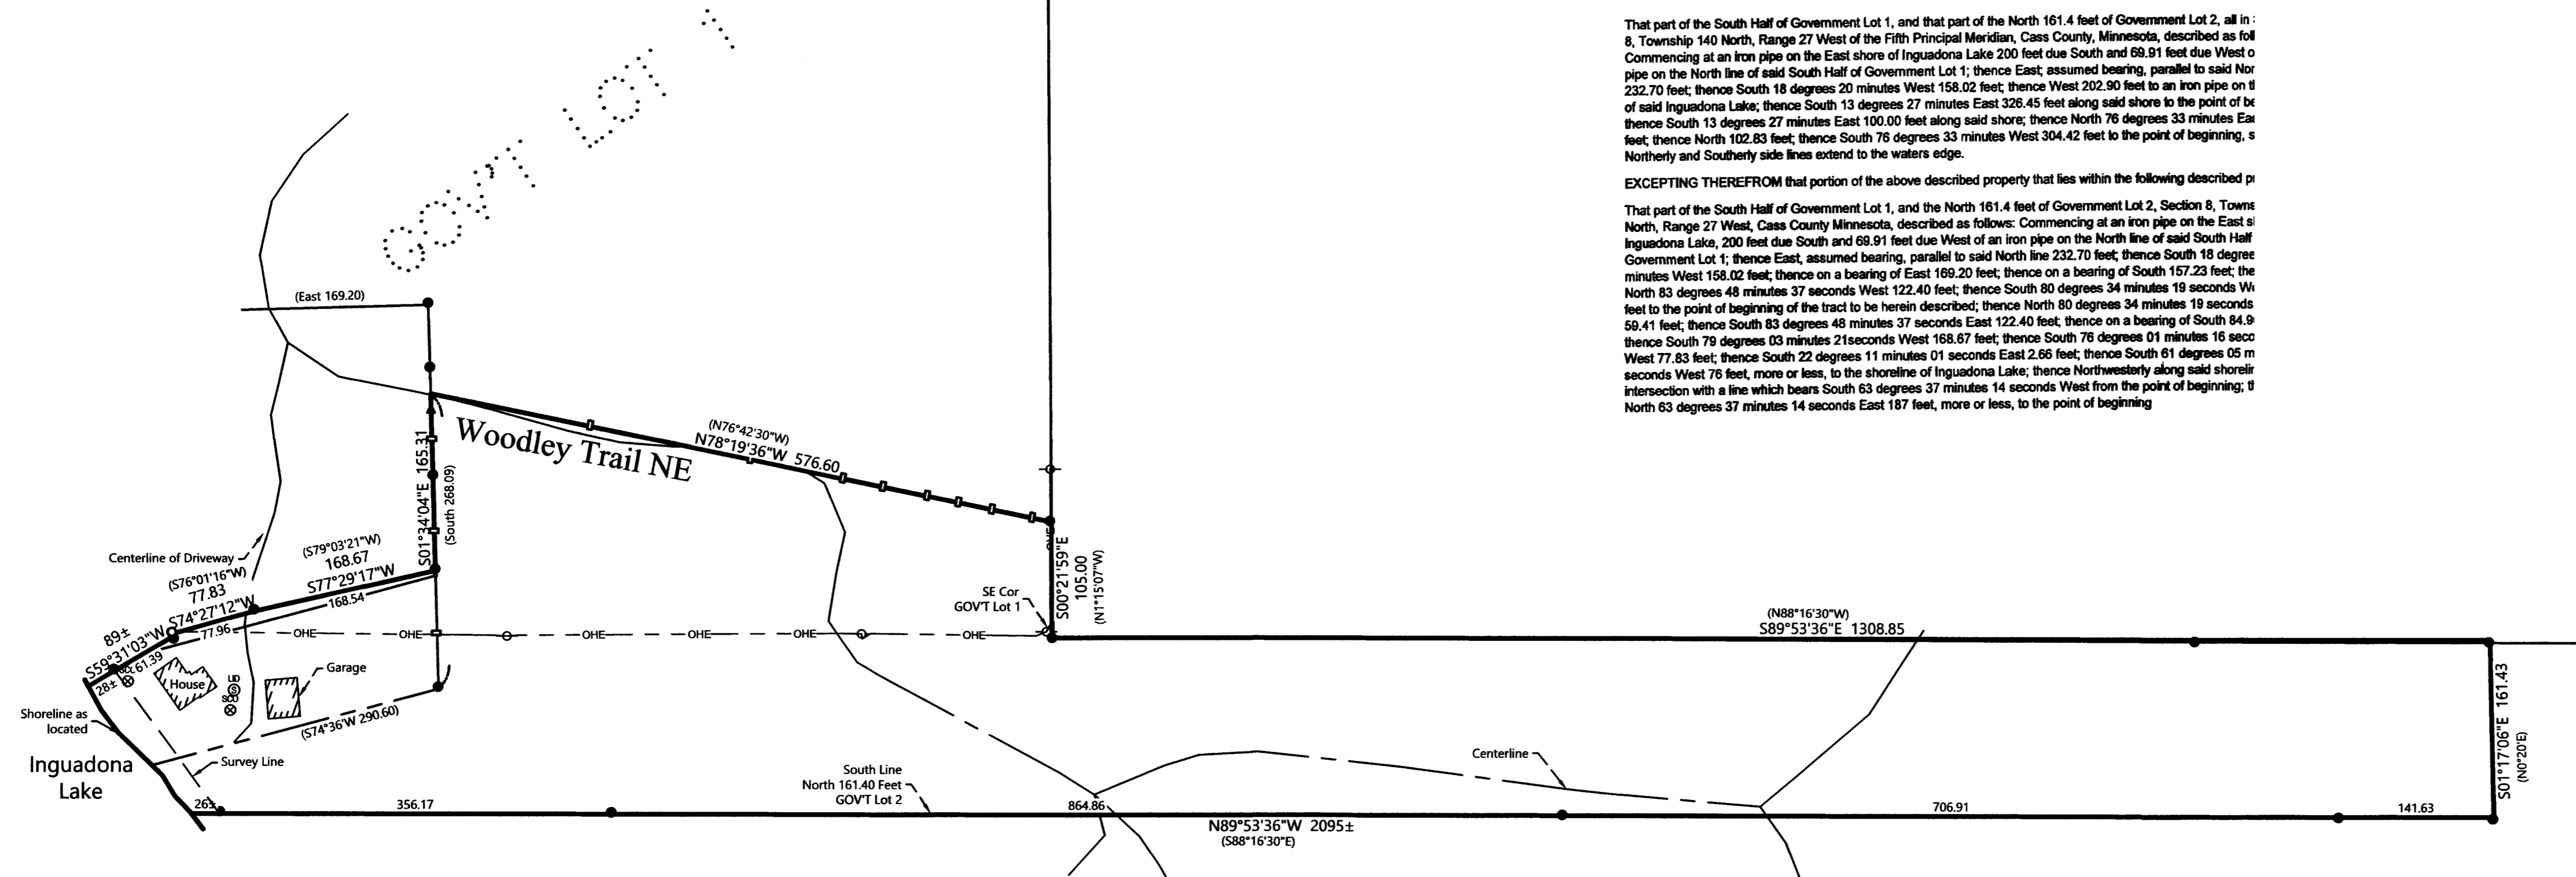 GOV'T LOT 1
That part of the South Half of Government Lot 1, and that part of the North 161.4 feet of Government Lot 2, all in
8, Township 140 North, Range 27 West of the Fifth Principal Meridian, Cass County, Minnesota, described as
Commencing at an iron pipe on the East shore of Inguadona Lake 200 feet due South and 69.91 feet due West
pipe on the North line of said South Half of Government Lot 1; thence East, assumed bearing, parallel to said
232.70 feet; thence South 18 degrees 20 minutes West 158.02 feet; thence West 202.90 feet to an iron pipe on
of said Inguadona Lake; thence South 13 degrees 27 minutes East 326.45 feet along said shore to the point of
thence South 13 degrees 27 minutes East 100.00 feet along said shore; thence North 76 degrees 33 minutes
feet; thence North 102.83 feet; thence South 76 degrees 33 minutes West 304.42 feet to the point of beginning,
Northerly and Southerly side lines extend to the waters edge.
EXCEPTING THEREFROM that portion of the above described property that lies within the following described
That part of the South Half of Government Lot 1, and the North 161.4 feet of Government Lot 2, Section 8,
North, Range 27 West, Cass County Minnesota, described as follows: Commencing at an iron pipe on the East
Inguadona Lake, 200 feet due South and 69.91 feet due West of an iron pipe on the North line of said South Half
Government Lot 1; thence East, assumed bearing, parallel to said North line 232.70 feet; thence South 18
minutes West 158.02 feet; thence on a bearing of East 169.20 feet; thence on a bearing of South 157.23 feet;
North 83 degrees 48 minutes 37 seconds West 122.40 feet; thence South 80 degrees 34 minutes 19 seconds
feet to the point of beginning of the tract to be herein described; thence North 80 degrees 34 minutes 19 seconds
59.41 feet; thence South 83 degrees 48 minutes 37 seconds East 122.40 feet; thence on a bearing of South
thence South 79 degrees 03 minutes 21seconds West 168.67 feet; thence South 76 degrees 01 minutes 16
West 77.83 feet; thence South 22 degrees 11 minutes 01 seconds East 2.66 feet; thence South 61 degrees 05
seconds West 76 feet, more or less, to the shoreline of Inguadona Lake; thence Northwesterly along said
intersection with a line which bears South 63 degrees 37 minutes 14 seconds West from the point of beginning;
North 63 degrees 37 minutes 14 seconds East 187 feet, more or less, to the point of beginning
(East 169.20)
Woodley Trail NE
(N76°42'30"W)
N78°19'36"W 576.60
S01°34'04"E 165.31
(South 268.09)
Centerline of Driveway
(S79°03'21"W)
168.67
S77°29'17"W
168.54
(S76°01'16"W)
77.83
S74°27'12"W
77.96
89±
S59°31'03"W
61.39
28±
OHE
OHE
OHE
OHE
OHE
OHE
OHE
SE Cor
GOV'T Lot 1
S00°21'59"E
105.00
(N1°15'07"W)
(N88°16'30"W)
S89°53'36"E 1308.85
S01°17'06"E 161.43
(N0°20'E)
House
LID
S
Garage
Shoreline as
located
(S74°36'W 290.60)
Survey Line
Inguadona
Lake
South Line
North 161.40 Feet
GOV'T Lot 2
Centerline
26±
356.17
864.86
706.91
141.63
N89°53'36"W 2095±
(S88°16'30"E)